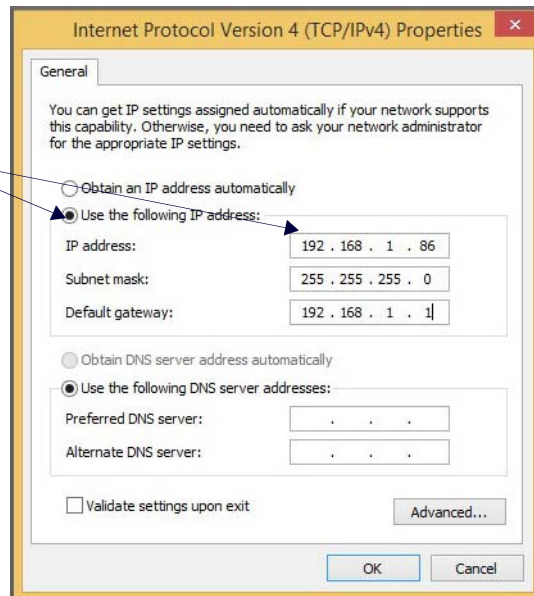 Internet Protocol Version 4 (TCP/IPv4) Properties
General
You can get IP settings assigned automatically if your network supports
this capability. Otherwise, you need to ask your network administrator
for the appropriate IP settings.
Obtain an IP address automatically
Use the following IP address:
IP address: 192 . 168 . 1 . 86
Subnet mask: 255 . 255 . 255 . 0
Default gateway: 192 . 168 . 1 . 1
Obtain DNS server address automatically
Use the following DNS server addresses:
Preferred DNS server: . . .
Alternate DNS server: . . .
Validate settings upon exit
Advanced...
OK Cancel